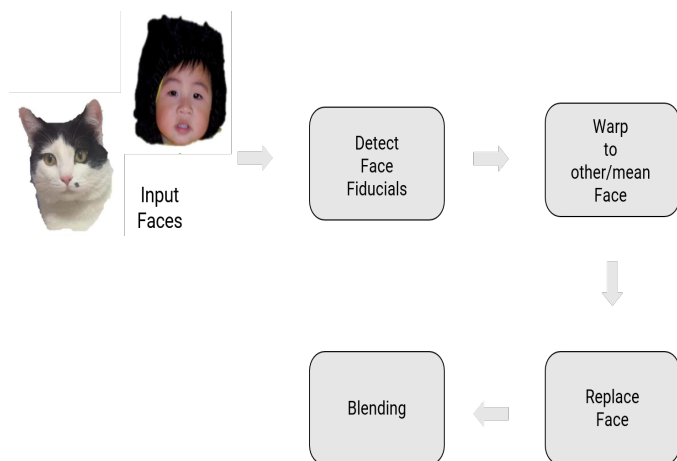 Input
Faces
Detect
Face
Fiducials
Warp
to
other/mean
Face
Replace
Face
Blending